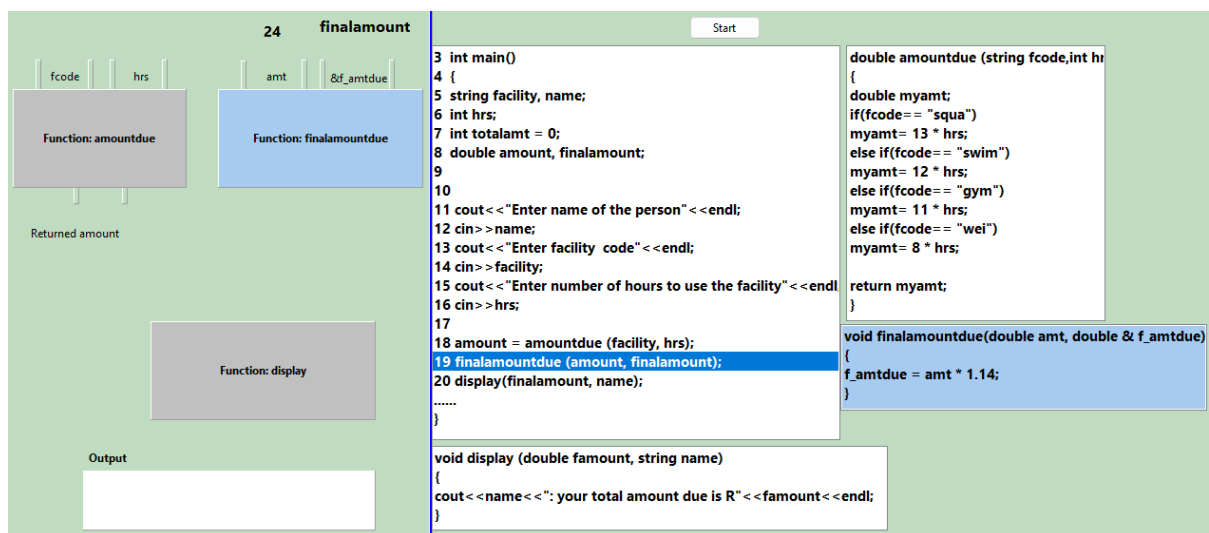 24 finalamount
fcode hrs
amt &f_amtdue
Function: amountdue
Function: finalamountdue
Returned amount
Function: display
Output
Start
3 int main()
4 {
5 string facility, name;
6 int hrs;
7 int totalamt = 0;
8 double amount, finalamount;
9
10
11 cout<<"Enter name of the person"<<endl;
12 cin>>name;
13 cout<<"Enter facility  code"<<endl;
14 cin>>facility;
15 cout<<"Enter number of hours to use the facility"<<endl
16 cin>>hrs;
17
18 amount = amountdue (facility, hrs);
19 finalamountdue (amount, finalamount);
20 display(finalamount, name);
......
}
double amountdue (string fcode,int hr
{
double myamt;
if(fcode== "squa")
myamt= 13 * hrs;
else if(fcode== "swim")
myamt= 12 * hrs;
else if(fcode== "gym")
myamt= 11 * hrs;
else if(fcode== "wei")
myamt= 8 * hrs;
return myamt;
}
void finalamountdue(double amt, double & f_amtdue)
{
f_amtdue = amt * 1.14;
}
void display (double famount, string name)
{
cout<<name<<": your total amount due is R"<<famount<<endl;
}